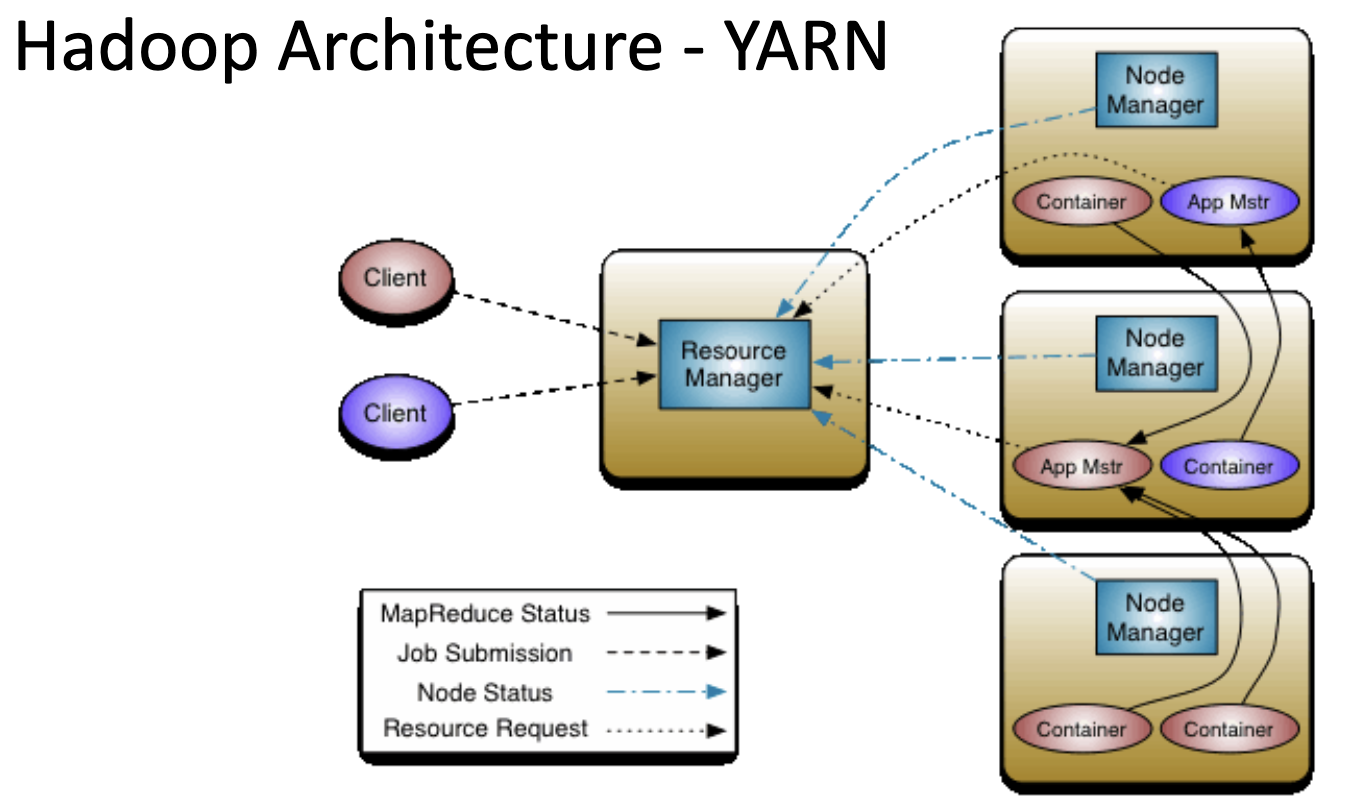 Hadoop Architecture - YARN
Node
Manager
Container
App Mstr
Client
Client
Resource
Manager
Node
Manager
App Mstr
Container
Node
Manager
Container
Container
MapReduce Status
Job Submission
Node Status
Resource Request